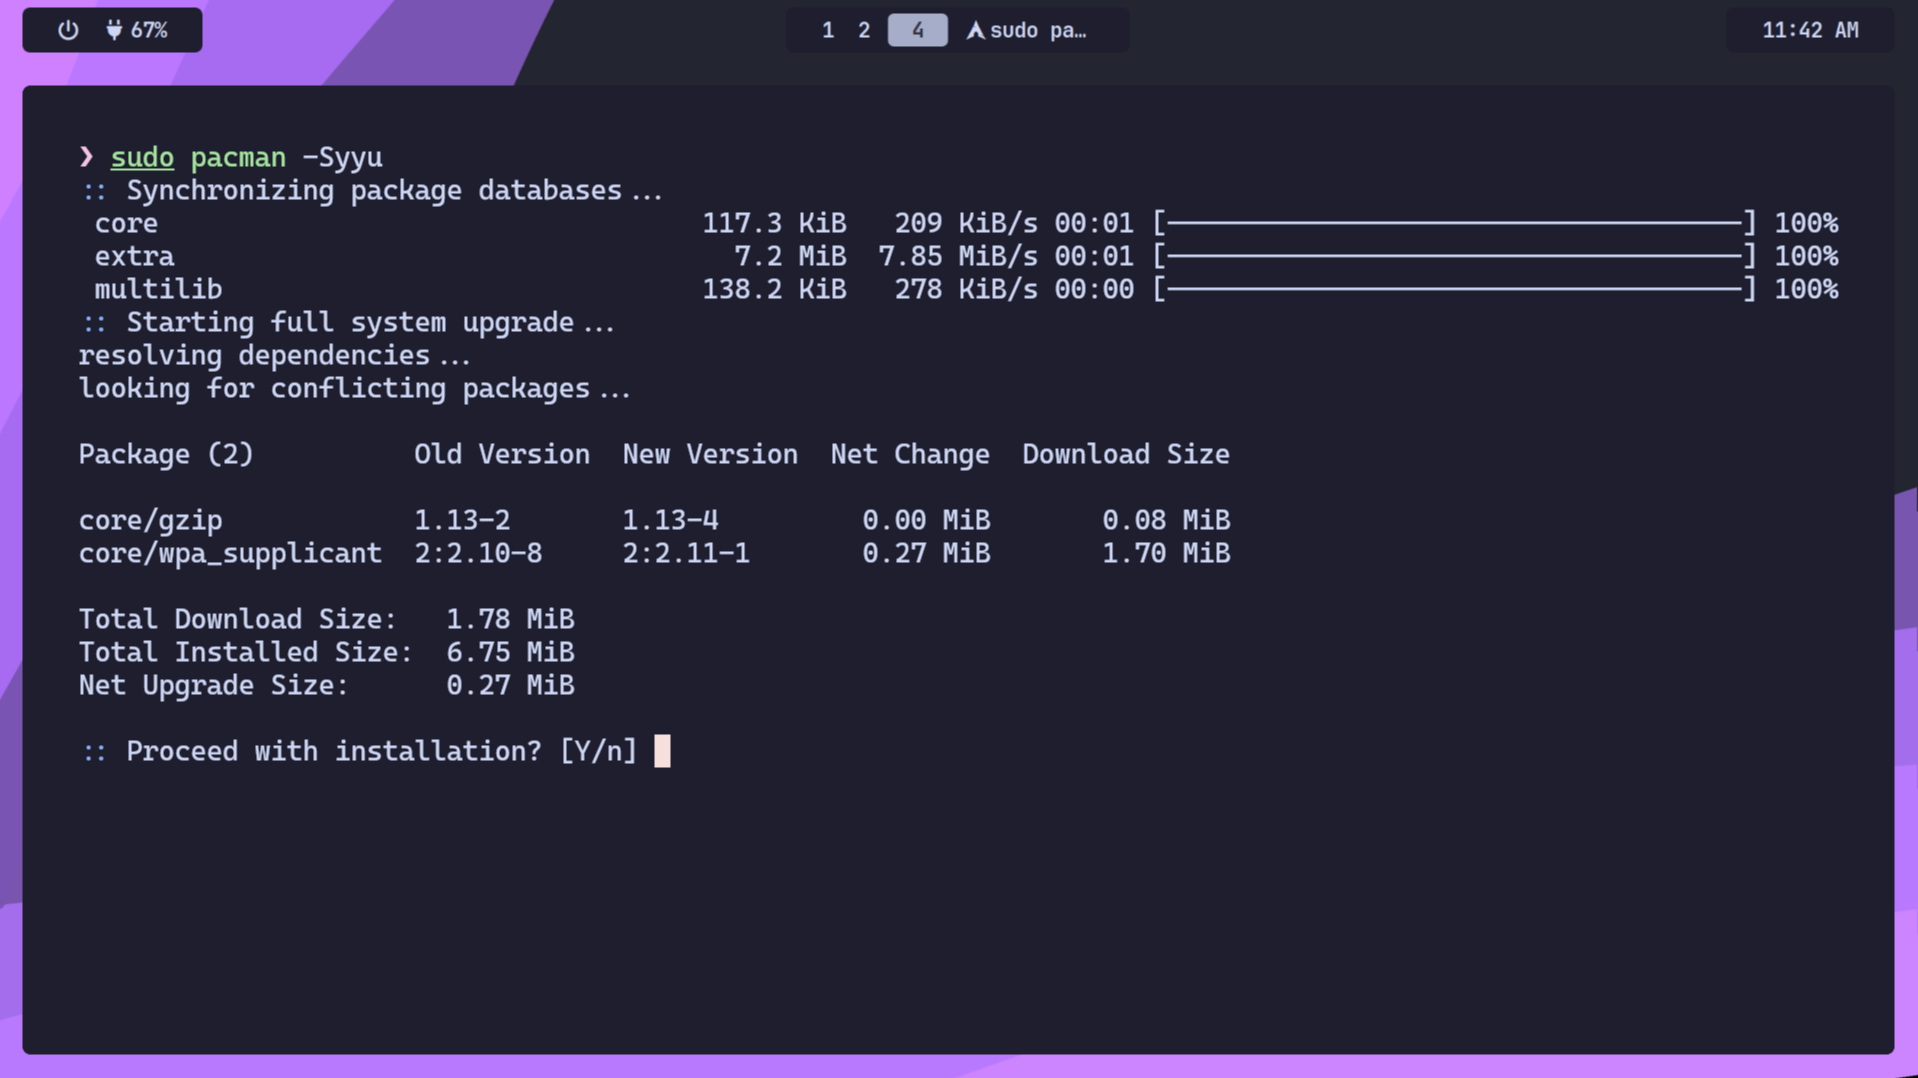 67%
1 2 4 sudo pa…
11:42 AM
❯ sudo pacman -Syyu
:: Synchronizing package databases...
core 117.3 KiB 209 KiB/s 00:01 [----------------------------------] 100%
extra 7.2 MiB 7.85 MiB/s 00:01 [----------------------------------] 100%
multilib 138.2 KiB 278 KiB/s 00:00 [----------------------------------] 100%
:: Starting full system upgrade...
resolving dependencies...
looking for conflicting packages...
Package (2) Old Version New Version Net Change Download Size
core/gzip 1.13-2 1.13-4 0.00 MiB 0.08 MiB
core/wpa_supplicant 2:2.10-8 2:2.11-1 0.27 MiB 1.70 MiB
Total Download Size: 1.78 MiB
Total Installed Size: 6.75 MiB
Net Upgrade Size: 0.27 MiB
:: Proceed with installation? [Y/n]